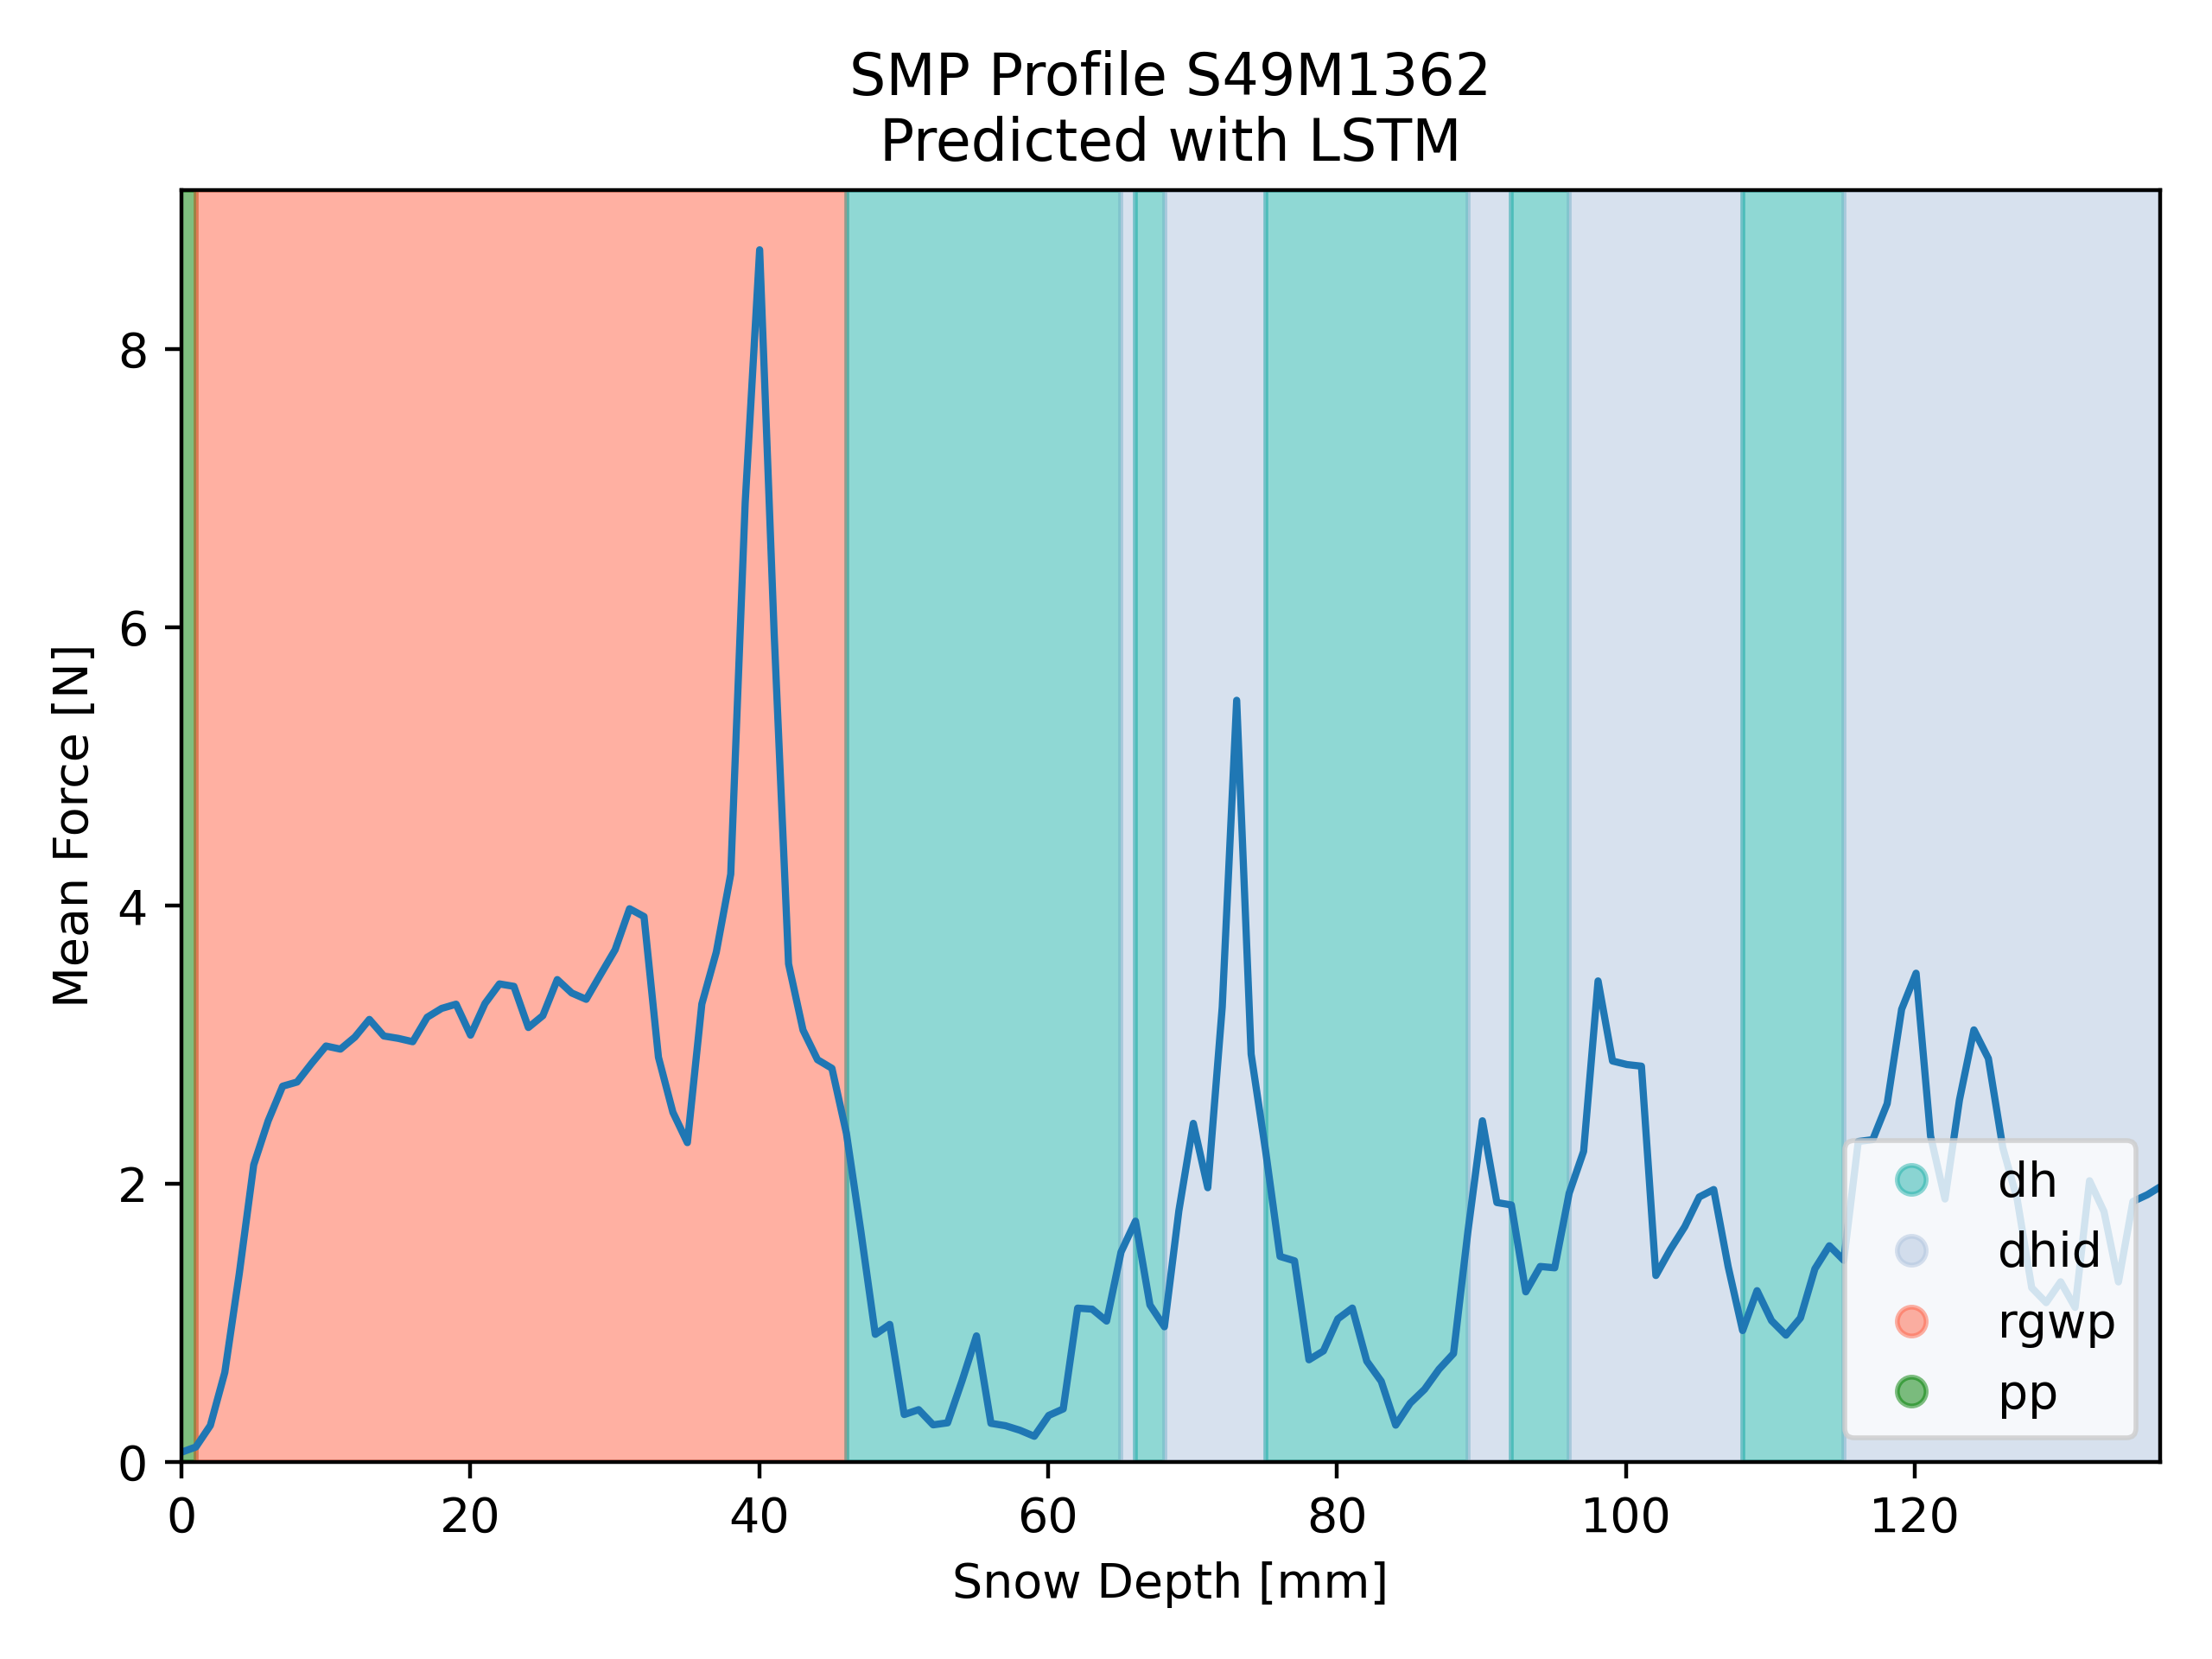 SMP Profile S49M1362
Predicted with LSTM
Mean Force [N]
8
6
4
2
0
0 20 40 60 80 100 120
Snow Depth [mm]
dh
dhid
rgwp
pp